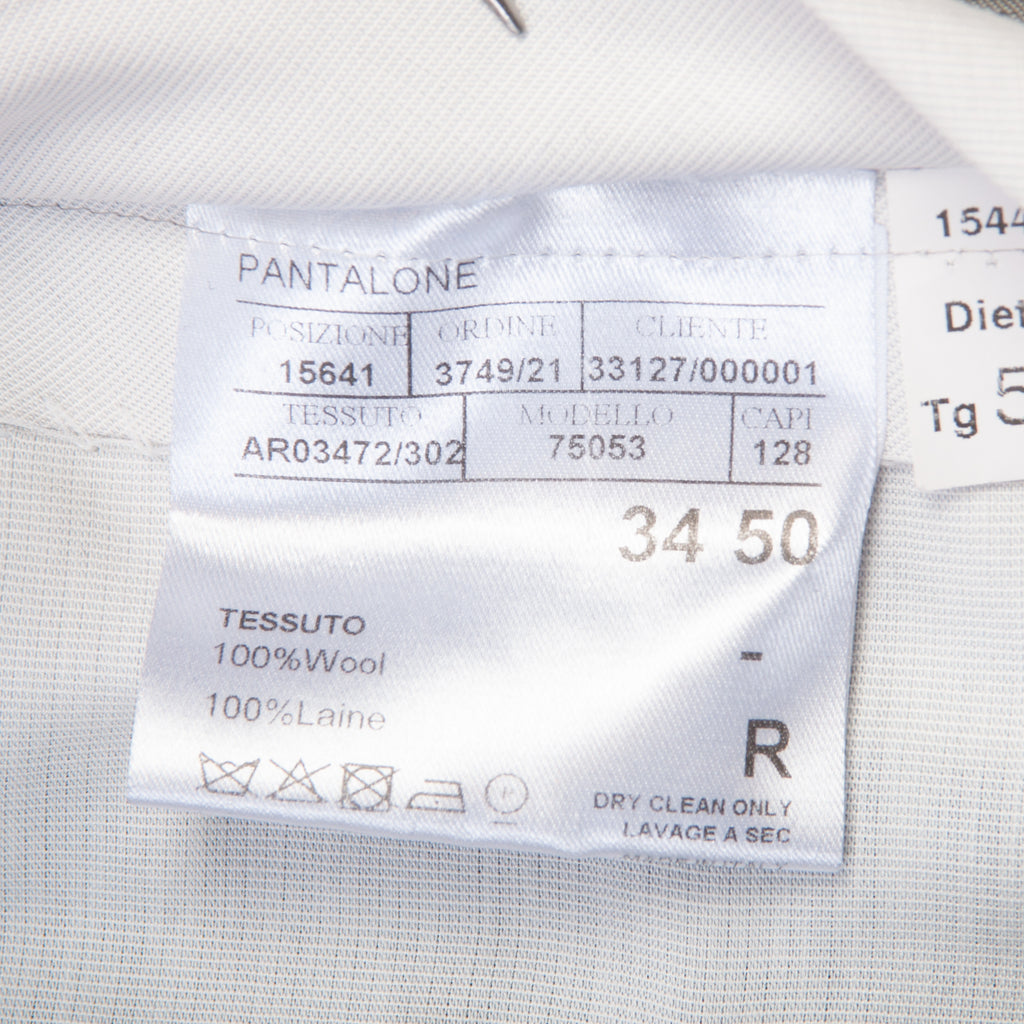 PANTALONE
POSIZIONE ORDINE CLIENTE
15641 3749/21 33127/000001
TESSUTO MODELLO CAPI
AR03472/302 75053 128
34 50
TESSUTO
100%Wool
-
100%Laine
R
DRY CLEAN ONLY
LAVAGE A SEC
1544
Diet
Tg 5